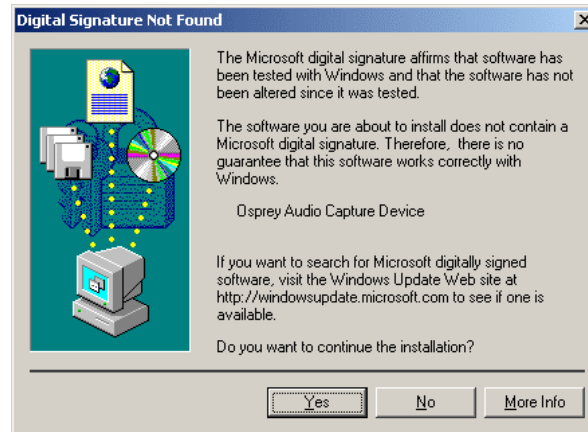 Digital Signature Not Found
The Microsoft digital signature affirms that software has
been tested with Windows and that the software has not
been altered since it was tested.
The software you are about to install does not contain a
Microsoft digital signature. Therefore, there is no
guarantee that this software works correctly with
Windows.
Osprey Audio Capture Device
If you want to search for Microsoft digitally signed
software, visit the Windows Update Web site at
http://windowsupdate.microsoft.com to see if one is
available.
Do you want to continue the installation?
Yes No More Info